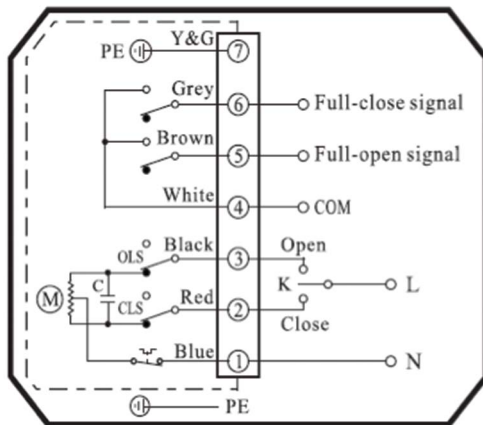 PE Y&G 7
Grey 6 Full-close signal
Brown 5 Full-open signal
White 4 COM
OLS Black 3 Open
M C K L
CLS Red 2 Close
Blue 1 N
PE